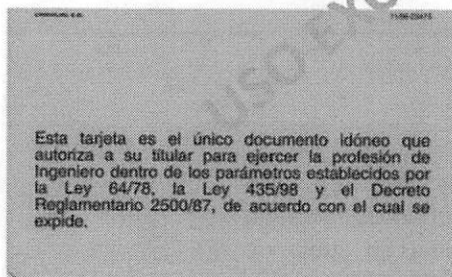 USO EXC
Esta tarjeta es el único documento idóneo que
autoriza a su titular para ejercer la profesión de
Ingeniero dentro de los parámetros establecidos por
la Ley 64/78, la Ley 435/98 y el Decreto
Reglamentario 2500/87, de acuerdo con el cual se
expide.